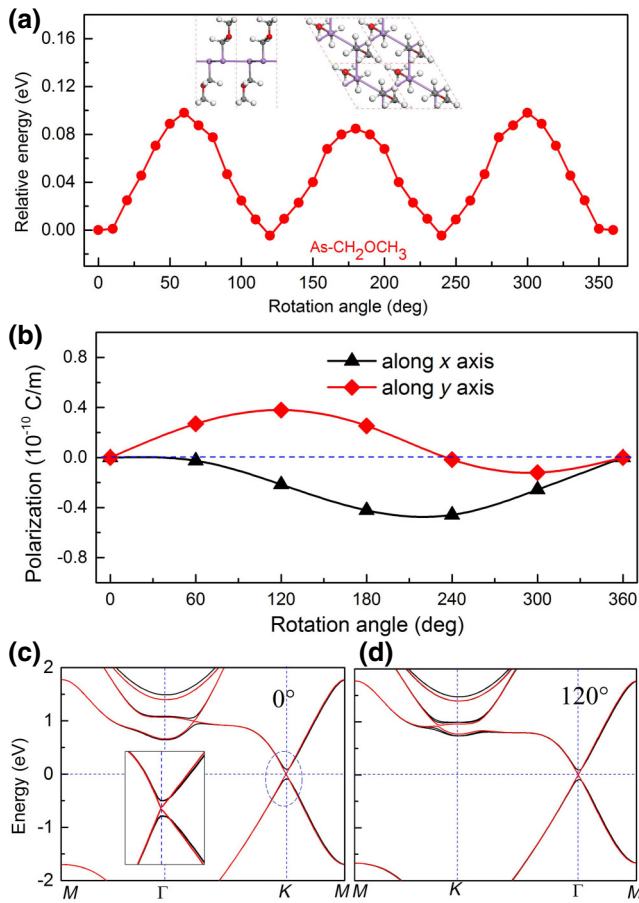 (a)
0.16
0.12
0.08
0.04
0.00
Relative energy (eV)
As-CH2OCH3
0 50 100 150 200 250 300 350
Rotation angle (deg)
(b)
0.8
0.4
0.0
-0.4
-0.8
Polarization (10⁻¹⁰ C/m)
along x axis
along y axis
0 60 120 180 240 300 360
Rotation angle (deg)
(c)
(d)
2
1
0
-1
-2
Energy (eV)
0°
120°
M Γ K M
M K Γ M